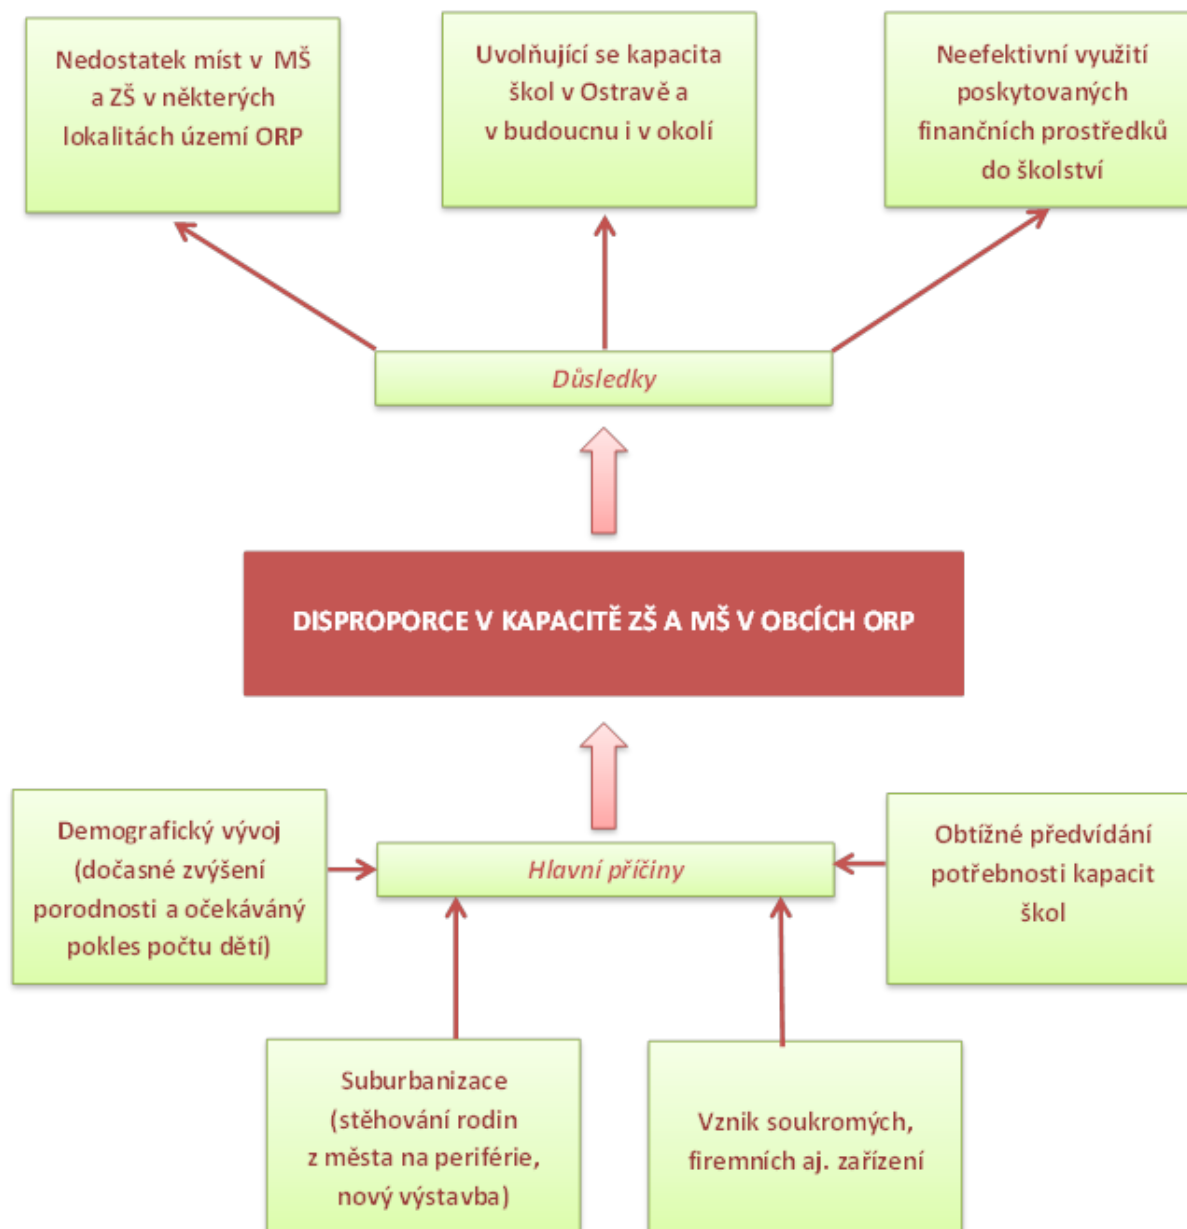 Nedostatek míst v MŠ
a ZŠ v některých
lokalitách území ORP
Uvolňující se kapacita
škol v Ostravě a
v budoucnu i v okolí
Neefektivní využití
poskytovaných
finančních prostředků
do školství
Důsledky
DISPROPORCE V KAPACITĚ ZŠ A MŠ V OBCÍCH ORP
Demografický vývoj
(dočasné zvýšení
porodnosti a očekáváný
pokles počtu dětí)
Hlavní příčiny
Obtížné předvídání
potřebnosti kapacit
škol
Suburbanizace
(stěhování rodin
z města na periférie,
nový výstavba)
Vznik soukromých,
firemních aj. zařízení